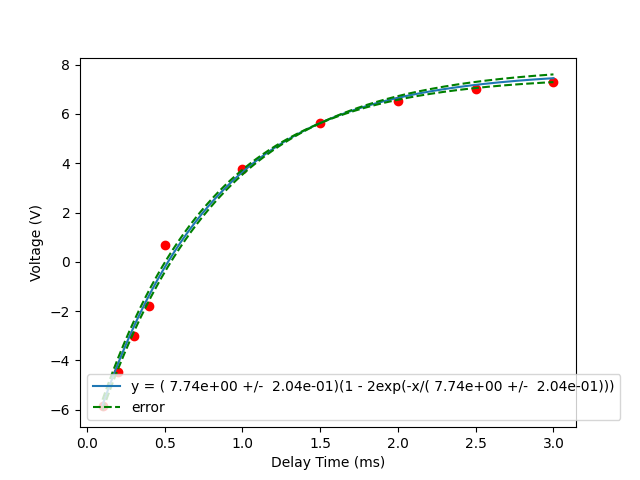 8
6
4
2
0
−2
−4
−6
Voltage (V)
y = ( 7.74e+00 +/-  2.04e-01)(1 - 2exp(-x/( 7.74e+00 +/-  2.04e-01)))
error
0.0 0.5 1.0 1.5 2.0 2.5 3.0
Delay Time (ms)